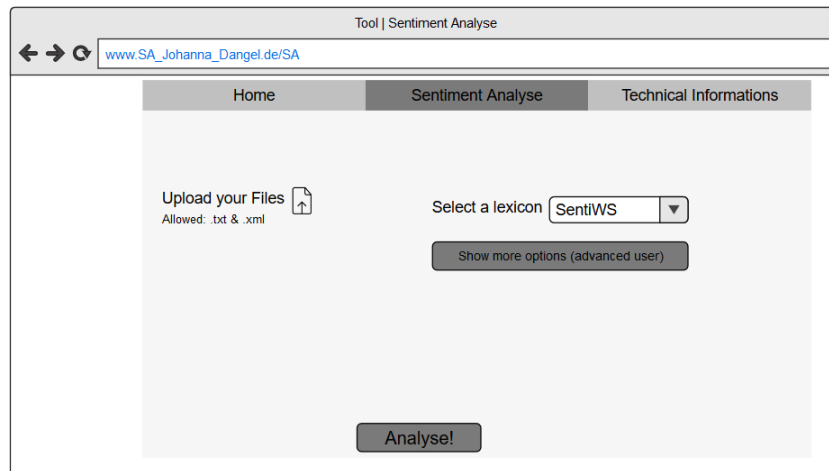 Tool | Sentiment Analyse
www.SA_Johanna_Dangel.de/SA
Home Sentiment Analyse Technical Informations
Upload your Files
Allowed: .txt & .xml
Select a lexicon SentiWS
Show more options (advanced user)
Analyse!